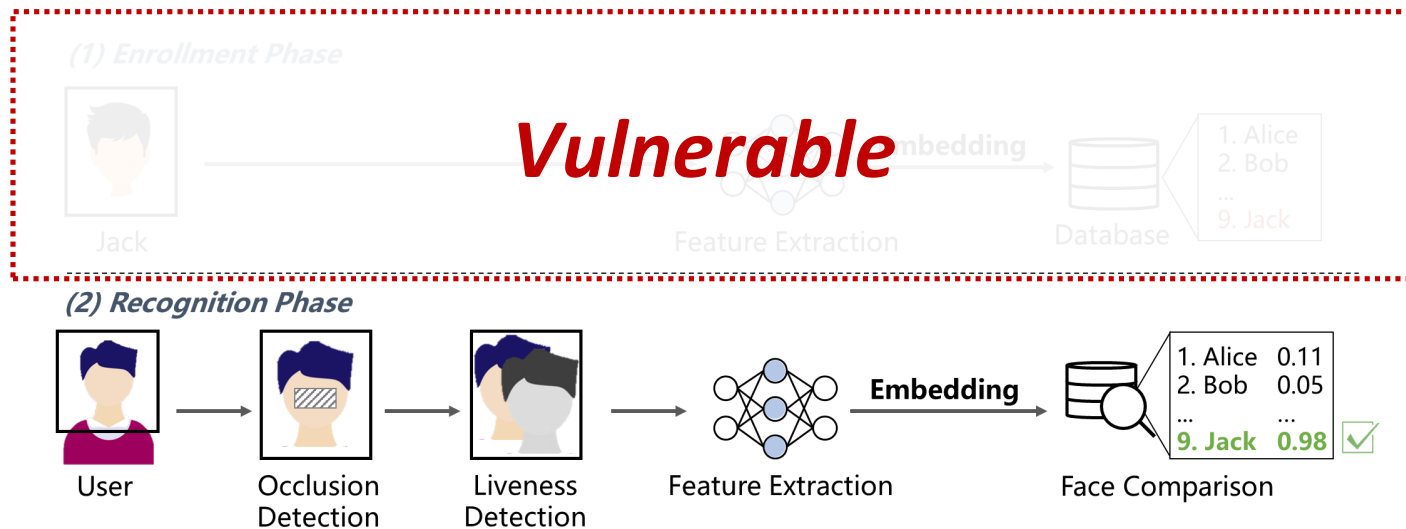 (1) Enrollment Phase
Vulnerable
Embedding
1. Alice
2. Bob
...
9. Jack
Jack
Feature Extraction
Database
(2) Recognition Phase
1. Alice 0.11
2. Bob 0.05
... ...
9. Jack 0.98
Embedding
User
Occlusion
Detection
Liveness
Detection
Feature Extraction
Face Comparison